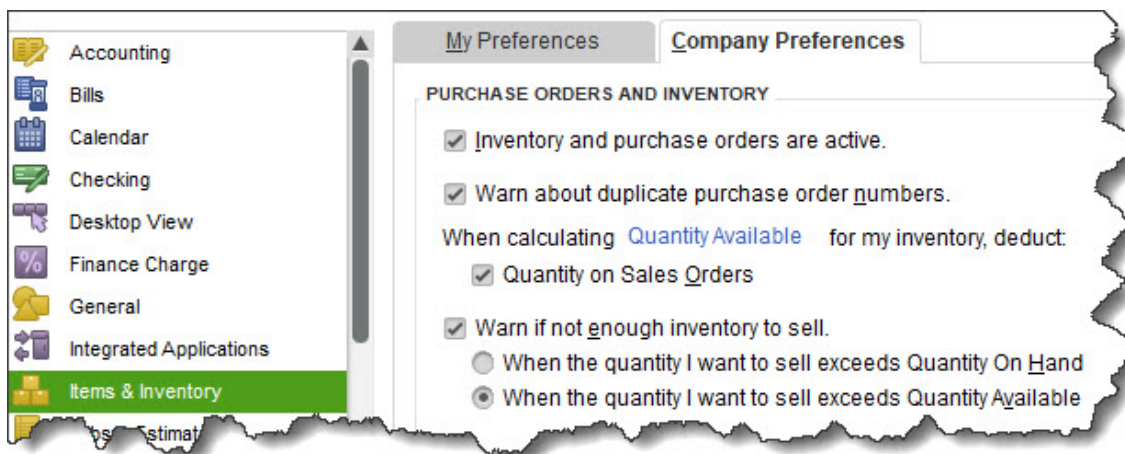 Accounting
Bills
Calendar
Checking
Desktop View
Finance Charge
General
Integrated Applications
Items & Inventory
My Preferences
Company Preferences
PURCHASE ORDERS AND INVENTORY
Inventory and purchase orders are active.
Warn about duplicate purchase order numbers.
When calculating Quantity Available for my inventory, deduct:
Quantity on Sales Orders
Warn if not enough inventory to sell.
When the quantity I want to sell exceeds Quantity On Hand
When the quantity I want to sell exceeds Quantity Available